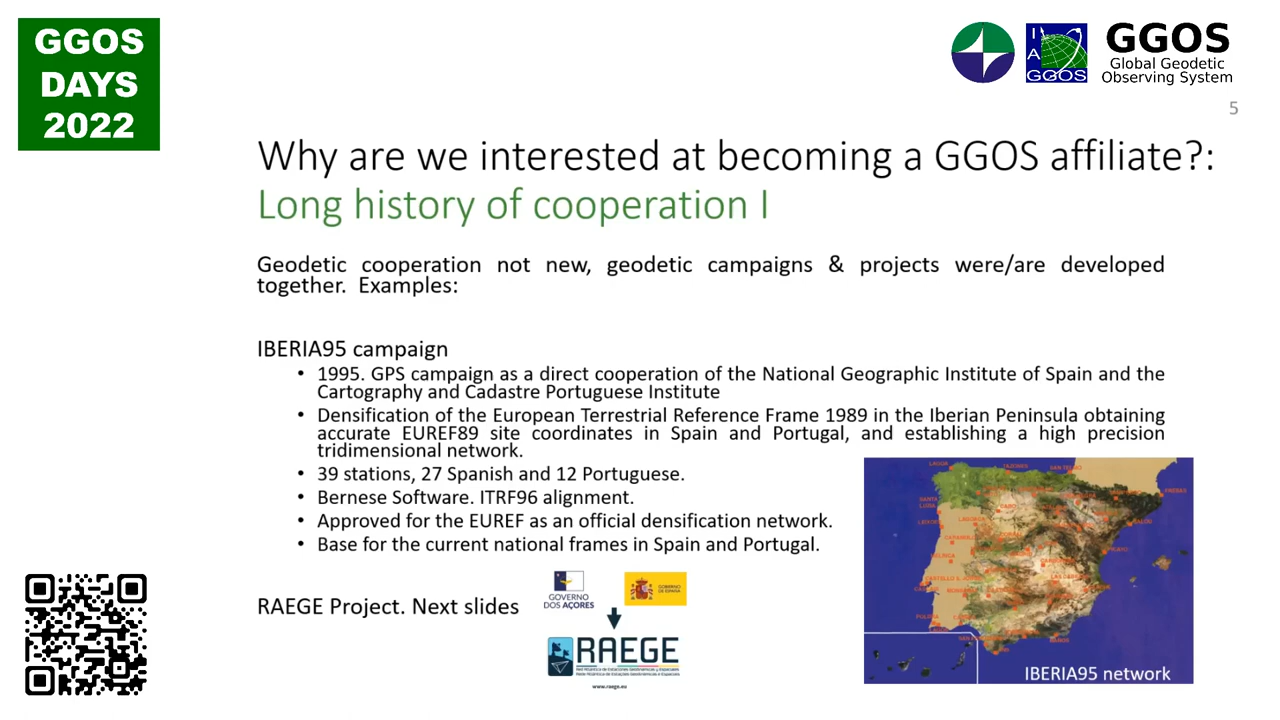 GGOS
DAYS
2022
IAG
GGOS
GGOS
Global Geodetic
Observing System
5
Why are we interested at becoming a GGOS affiliate?:
Long history of cooperation I
Geodetic cooperation not new, geodetic campaigns & projects were/are developed
together. Examples:
IBERIA95 campaign
• 1995. GPS campaign as a direct cooperation of the National Geographic Institute of Spain and the
Cartography and Cadastre Portuguese Institute
• Densification of the European Terrestrial Reference Frame 1989 in the Iberian Peninsula obtaining
accurate EUREF89 site coordinates in Spain and Portugal, and establishing a high precision
tridimensional network.
• 39 stations, 27 Spanish and 12 Portuguese.
• Bernese Software. ITRF96 alignment.
• Approved for the EUREF as an official densification network.
• Base for the current national frames in Spain and Portugal.
RAEGE Project. Next slides
GOVERNO
DOS AÇORES
GOBIERNO
DE ESPAÑA
RAEGE
www.raege.eu
LAGOA
IBERIA95 network